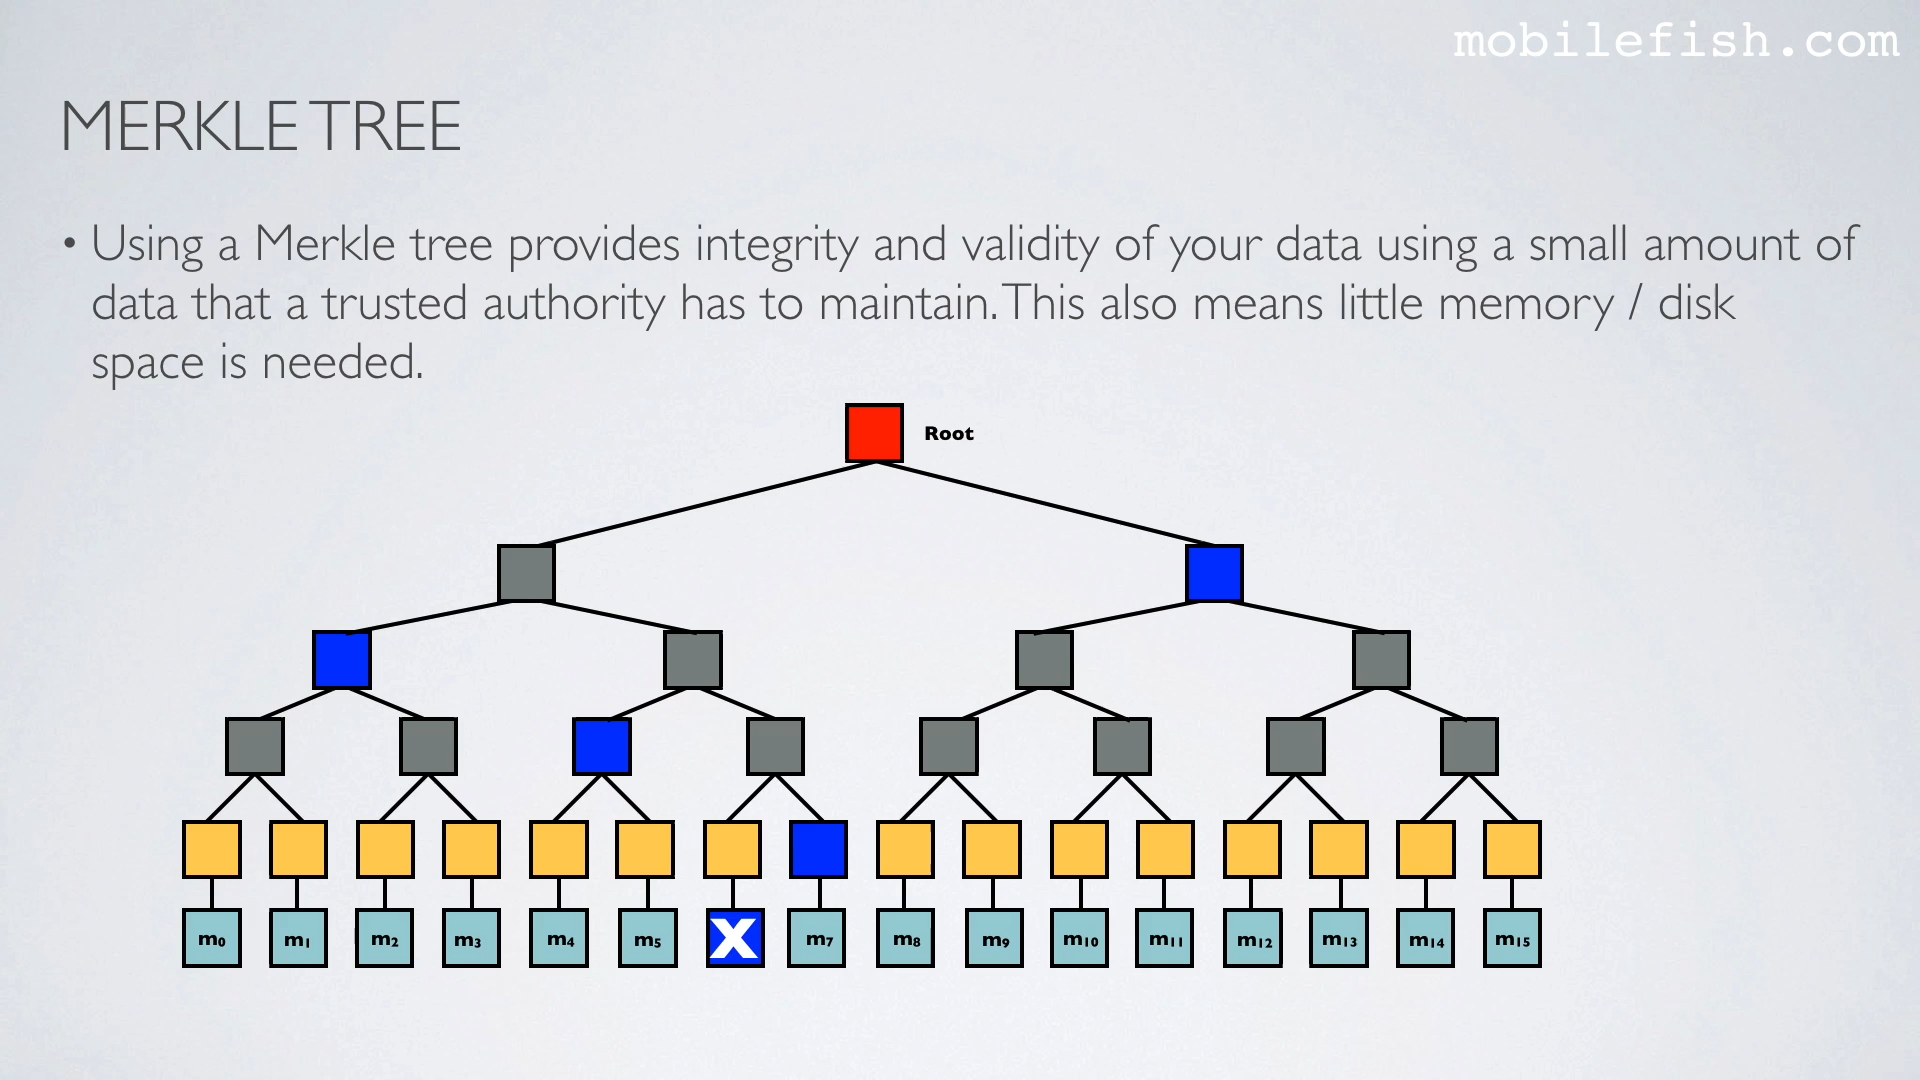 mobilefish.com
MERKLE TREE
• Using a Merkle tree provides integrity and validity of your data using a small amount of
data that a trusted authority has to maintain. This also means little memory / disk
space is needed.
Root
m₀ m₁ m₂ m₃ m₄ m₅ X m₇ m₈ m₉ m₁₀ m₁₁ m₁₂ m₁₃ m₁₄ m₁₅